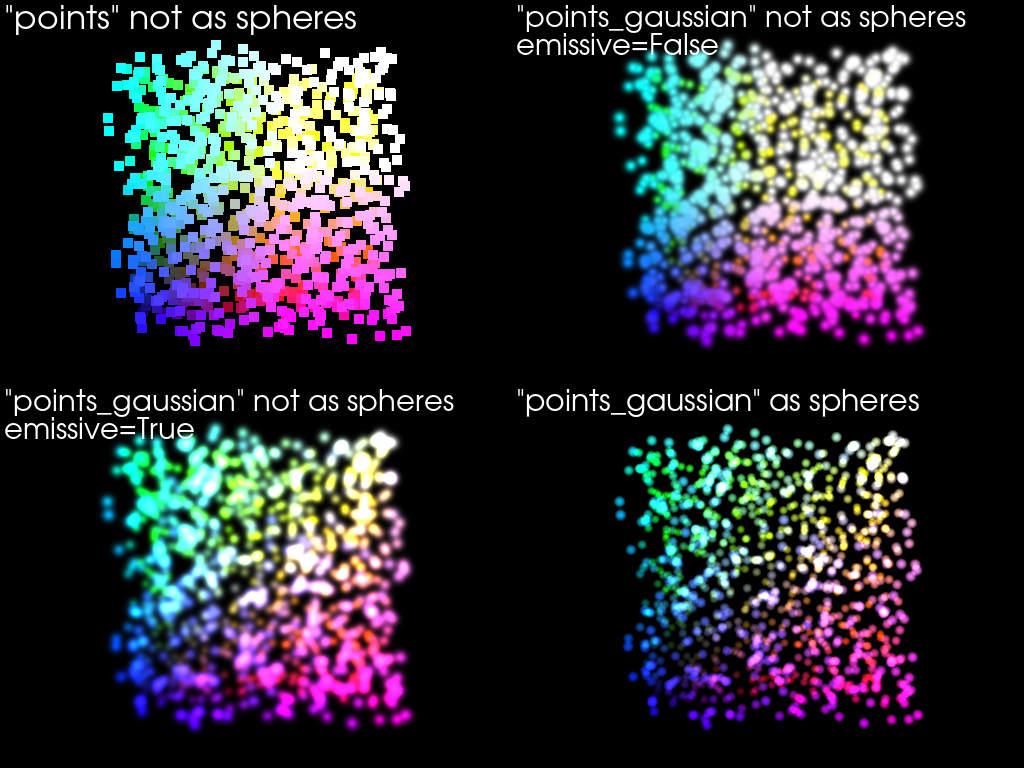 "points" not as spheres
"points_gaussian" not as spheres
emissive=False
"points_gaussian" not as spheres
emissive=True
"points_gaussian" as spheres